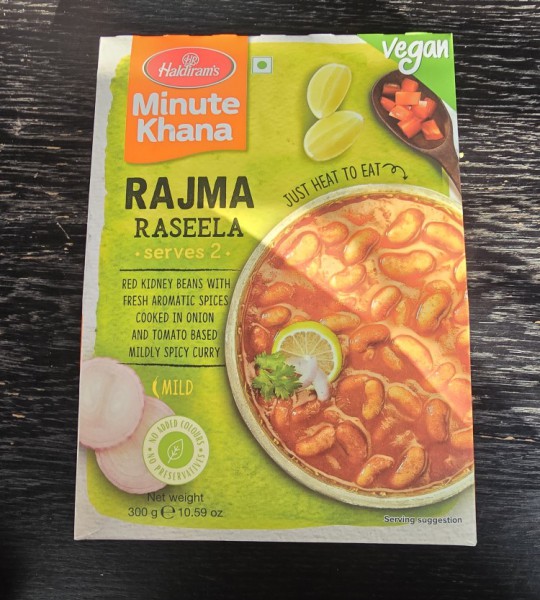 Haldiram's
Minute
Khana
Vegan
JUST HEAT TO EAT
RAJMA
RASEELA
• serves 2 •
RED KIDNEY BEANS WITH
FRESH AROMATIC SPICES
COOKED IN ONION
AND TOMATO BASED
MILDLY SPICY CURRY
MILD
NO ADDED COLOURS
NO PRESERVATIVES
Net weight
300 g ℮ 10.59 oz
Serving suggestion